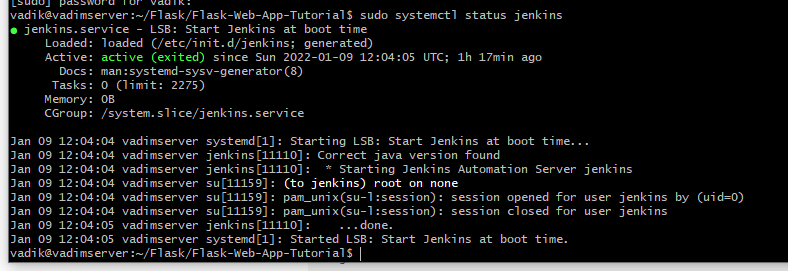 [sudo] password for vadik:
vadik@vadimserver:~/Flask/Flask-Web-App-Tutorial$ sudo systemctl status jenkins
● jenkins.service - LSB: Start Jenkins at boot time
Loaded: loaded (/etc/init.d/jenkins; generated)
Active: active (exited) since Sun 2022-01-09 12:04:05 UTC; 1h 17min ago
Docs: man:systemd-sysv-generator(8)
Tasks: 0 (limit: 2275)
Memory: 0B
CGroup: /system.slice/jenkins.service
Jan 09 12:04:04 vadimserver systemd[1]: Starting LSB: Start Jenkins at boot time...
Jan 09 12:04:04 vadimserver jenkins[11110]: Correct java version found
Jan 09 12:04:04 vadimserver jenkins[11110]:  * Starting Jenkins Automation Server jenkins
Jan 09 12:04:04 vadimserver su[11159]: (to jenkins) root on none
Jan 09 12:04:04 vadimserver su[11159]: pam_unix(su-l:session): session opened for user jenkins by (uid=0)
Jan 09 12:04:04 vadimserver su[11159]: pam_unix(su-l:session): session closed for user jenkins
Jan 09 12:04:05 vadimserver jenkins[11110]:    ...done.
Jan 09 12:04:05 vadimserver systemd[1]: Started LSB: Start Jenkins at boot time.
vadik@vadimserver:~/Flask/Flask-Web-App-Tutorial$